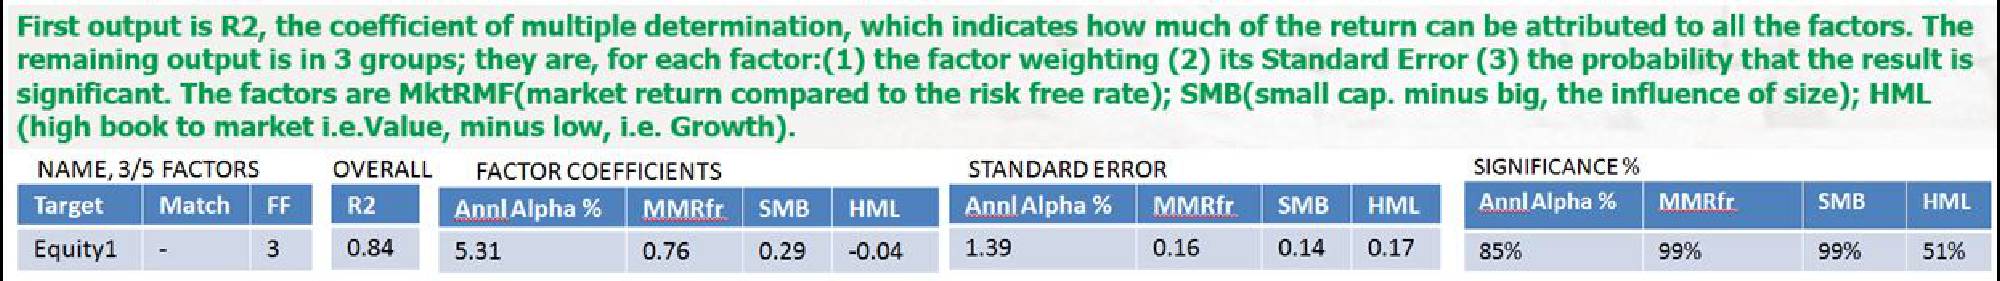 First output is R2, the coefficient of multiple determination, which indicates how much of the return can be attributed to all the factors. The
remaining output is in 3 groups; they are, for each factor:(1) the factor weighting (2) its Standard Error (3) the probability that the result is
significant. The factors are MktRMF(market return compared to the risk free rate); SMB(small cap. minus big, the influence of size); HML
(high book to market i.e.Value, minus low, i.e. Growth).
NAME, 3/5 FACTORS OVERALL FACTOR COEFFICIENTS STANDARD ERROR SIGNIFICANCE %
Target Match FF R2 Annl Alpha % MMRfr SMB HML Annl Alpha % MMRfr SMB HML Annl Alpha % MMRfr SMB HML
Equity1 - 3 0.84 5.31 0.76 0.29 -0.04 1.39 0.16 0.14 0.17 85% 99% 99% 51%